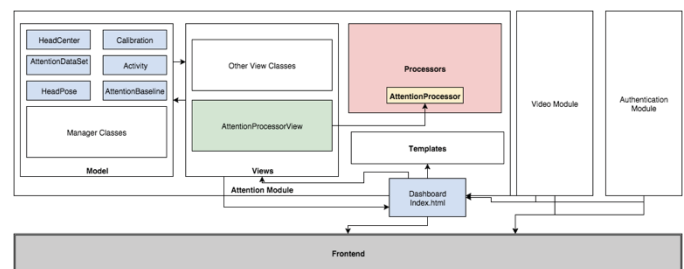 HeadCenter
Calibration
AttentionDataSet
Activity
HeadPose
AttentionBaseline
Manager Classes
Model
Other View Classes
AttentionProcessorView
Views
Attention Module
Processors
AttentionProcessor
Templates
Dashboard
Index.html
Video Module
Authentication
Module
Frontend